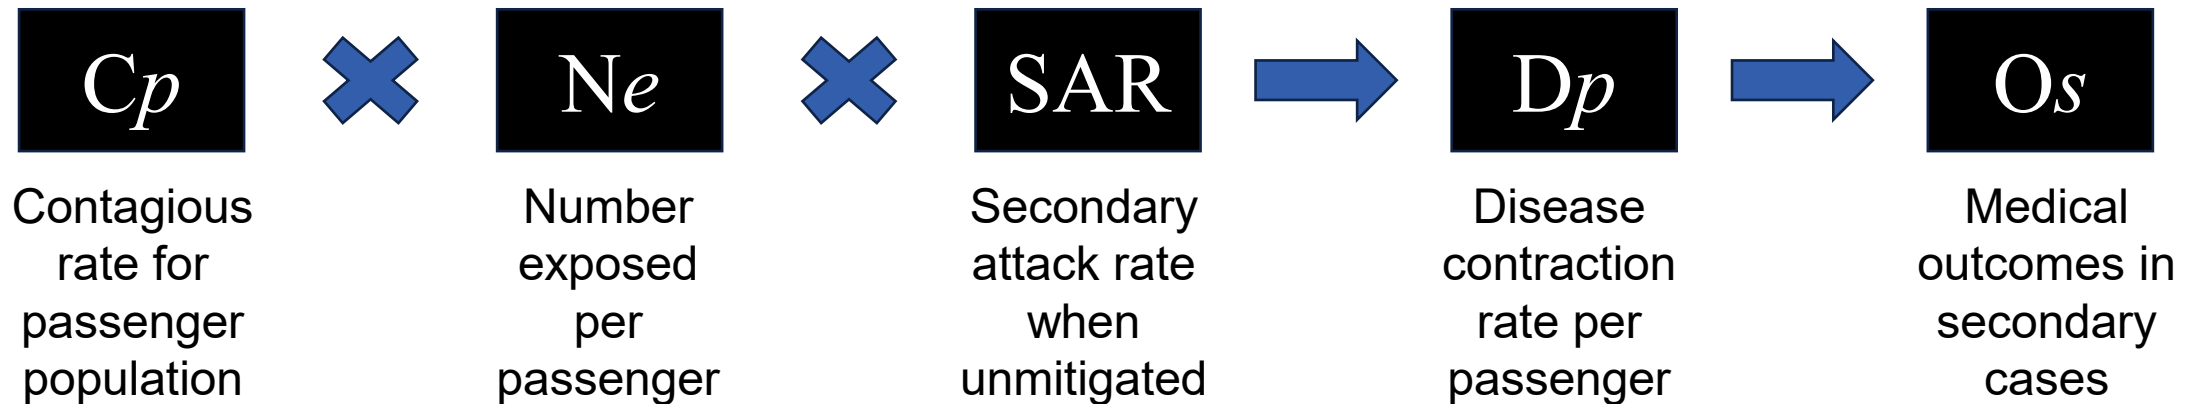 Cp
Ne
SAR
Dp
Os
Contagious
rate for
passenger
population
Number
exposed
per
passenger
Secondary
attack rate
when
unmitigated
Disease
contraction
rate per
passenger
Medical
outcomes in
secondary
cases